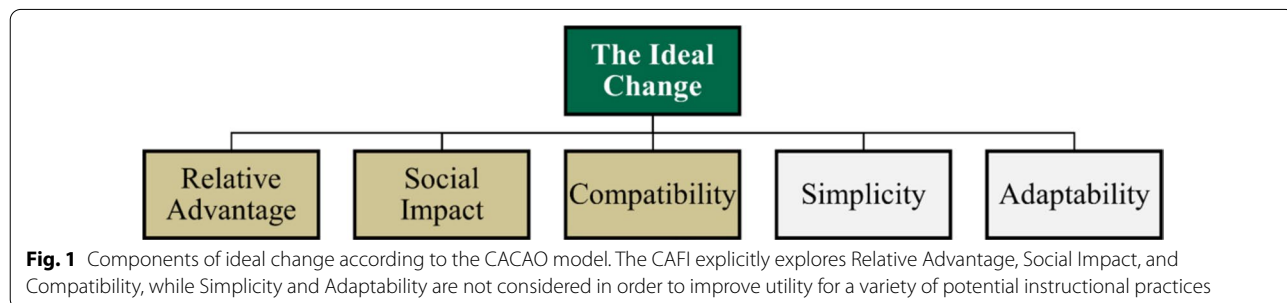 The Ideal
Change
Relative
Advantage
Social
Impact
Compatibility
Simplicity
Adaptability
Fig. 1 Components of ideal change according to the CACAO model. The CAFI explicitly explores Relative Advantage, Social Impact, and
Compatibility, while Simplicity and Adaptability are not considered in order to improve utility for a variety of potential instructional practices